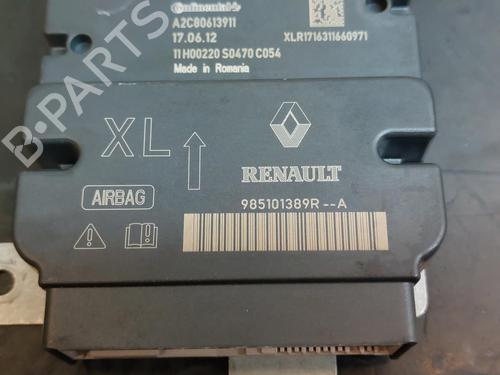 Continental
A2C80613911
17.06.12
XLR1716311660971
11H00220 S0470 C054
Made in Romania
XL
RENAULT
AIRBAG
985101389R--A
B-PARTS